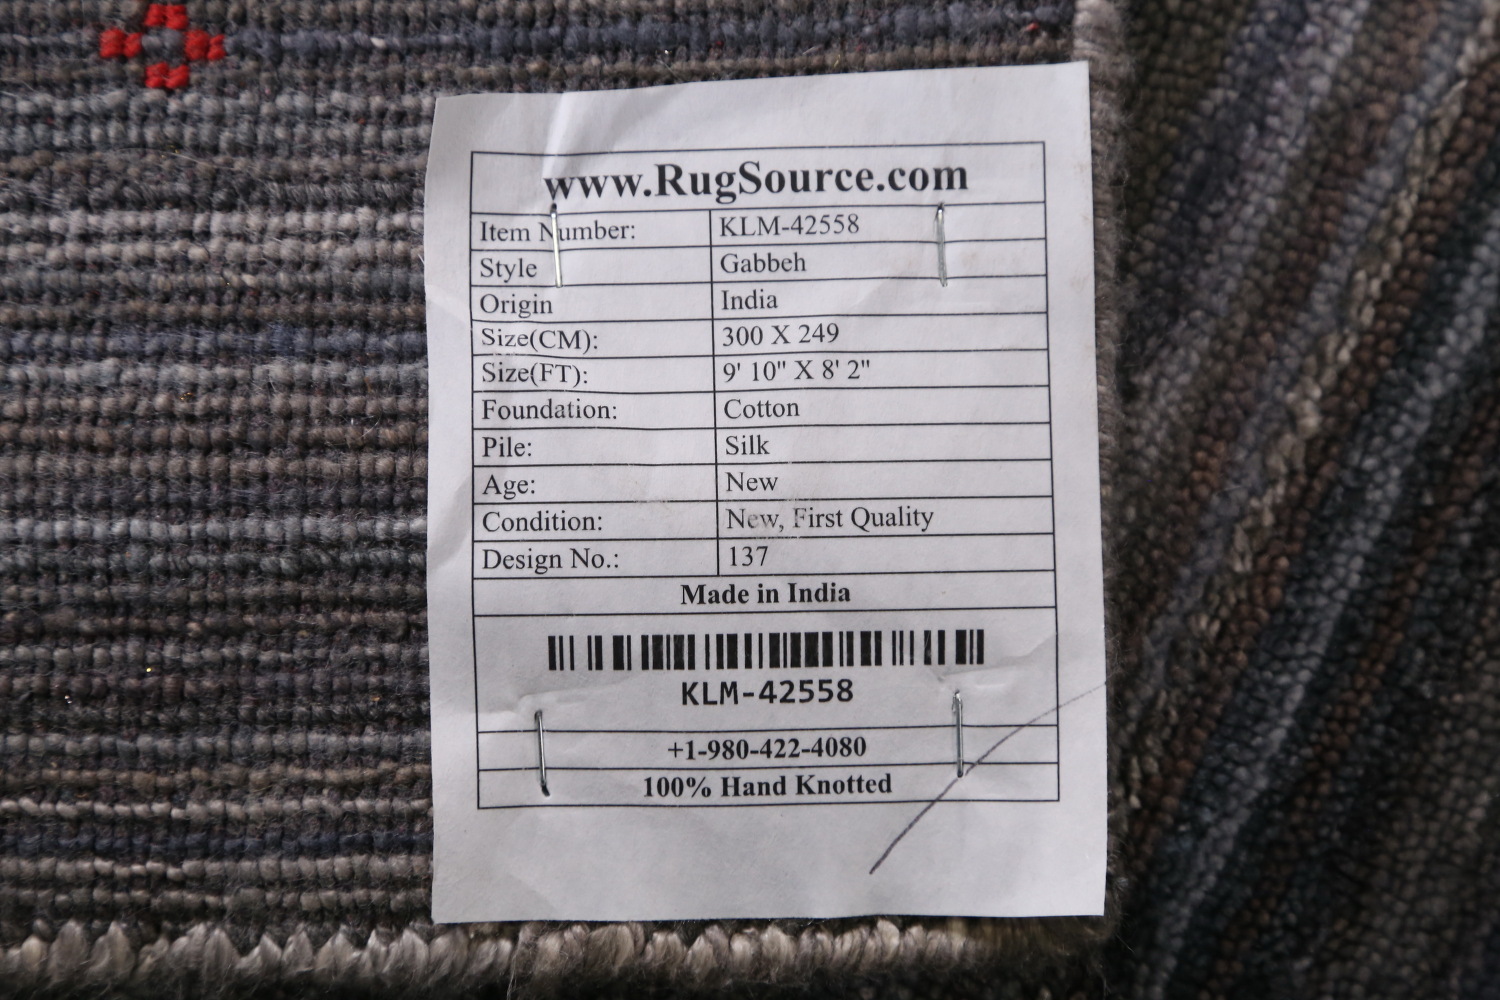 www.RugSource.com
Item Number: KLM-42558
Style Gabbeh
Origin India
Size(CM): 300 X 249
Size(FT): 9' 10" X 8' 2"
Foundation: Cotton
Pile: Silk
Age: New
Condition: New, First Quality
Design No.: 137
Made in India
KLM-42558
+1-980-422-4080
100% Hand Knotted